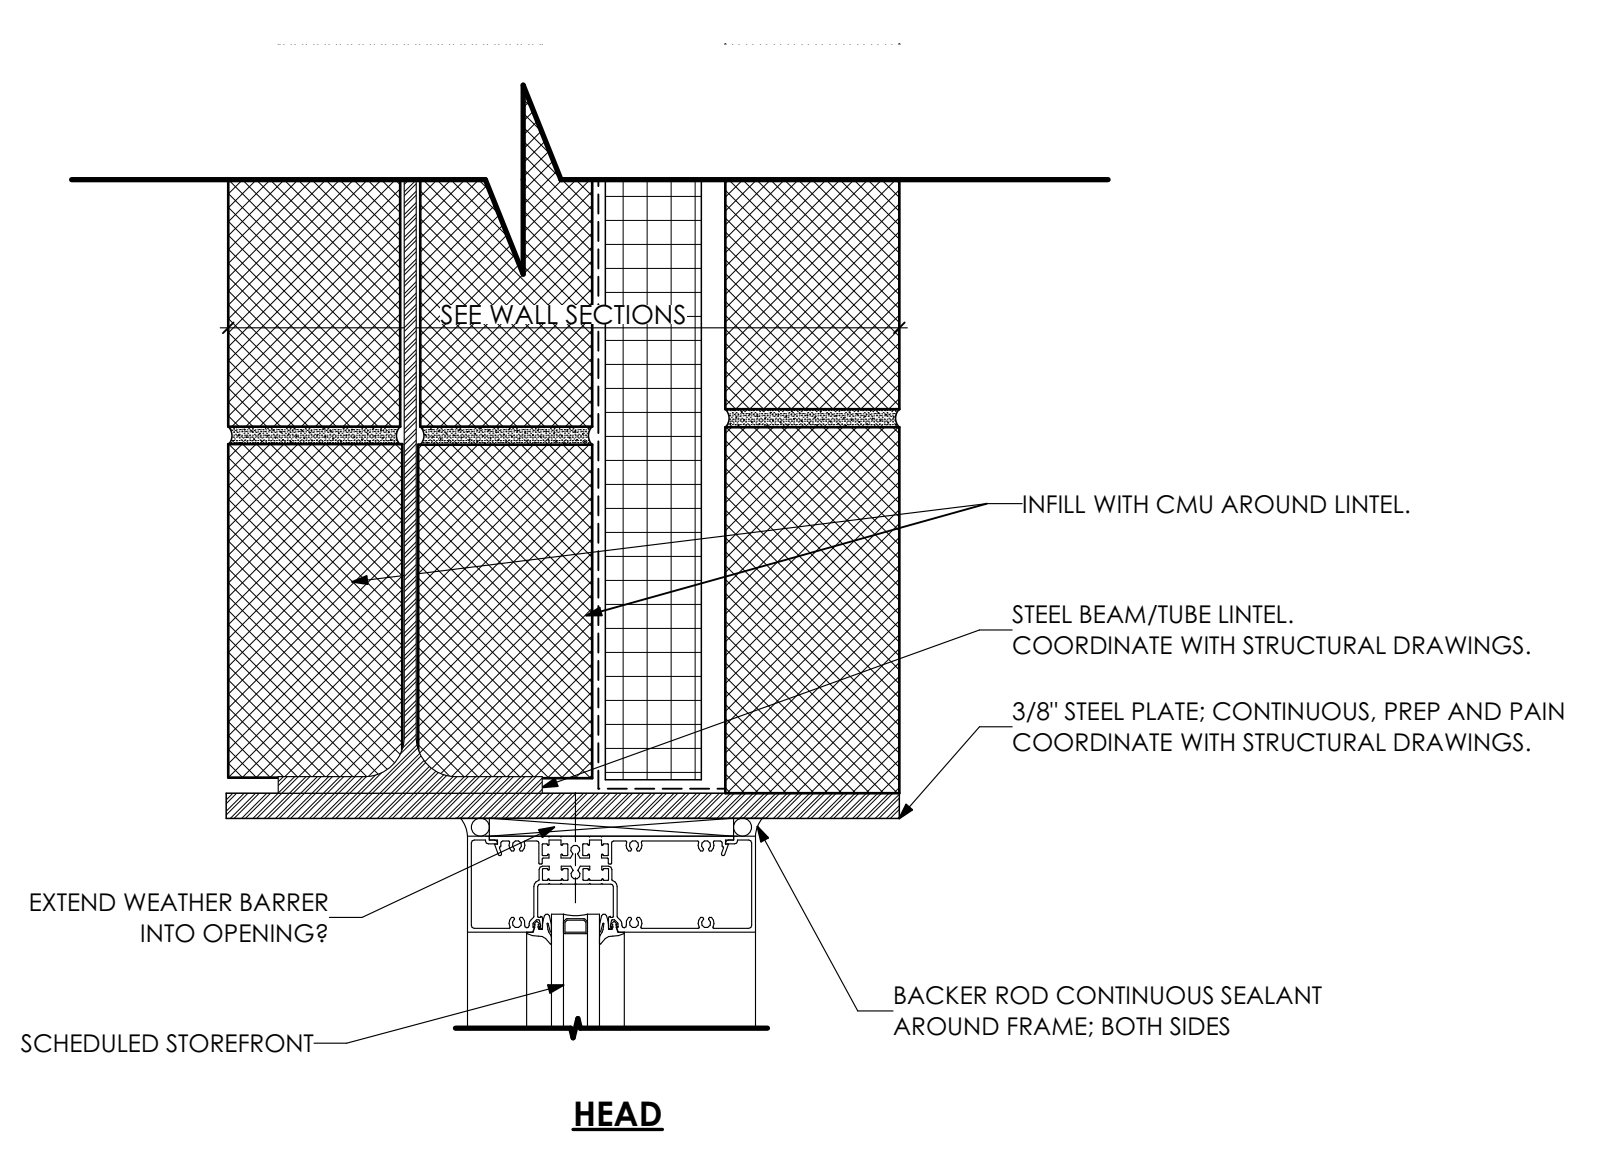 SEE WALL SECTIONS
INFILL WITH CMU AROUND LINTEL.
STEEL BEAM/TUBE LINTEL.
COORDINATE WITH STRUCTURAL DRAWINGS.
3/8" STEEL PLATE; CONTINUOUS, PREP AND PAIN
COORDINATE WITH STRUCTURAL DRAWINGS.
EXTEND WEATHER BARRER
INTO OPENING?
BACKER ROD CONTINUOUS SEALANT
AROUND FRAME; BOTH SIDES
SCHEDULED STOREFRONT
HEAD